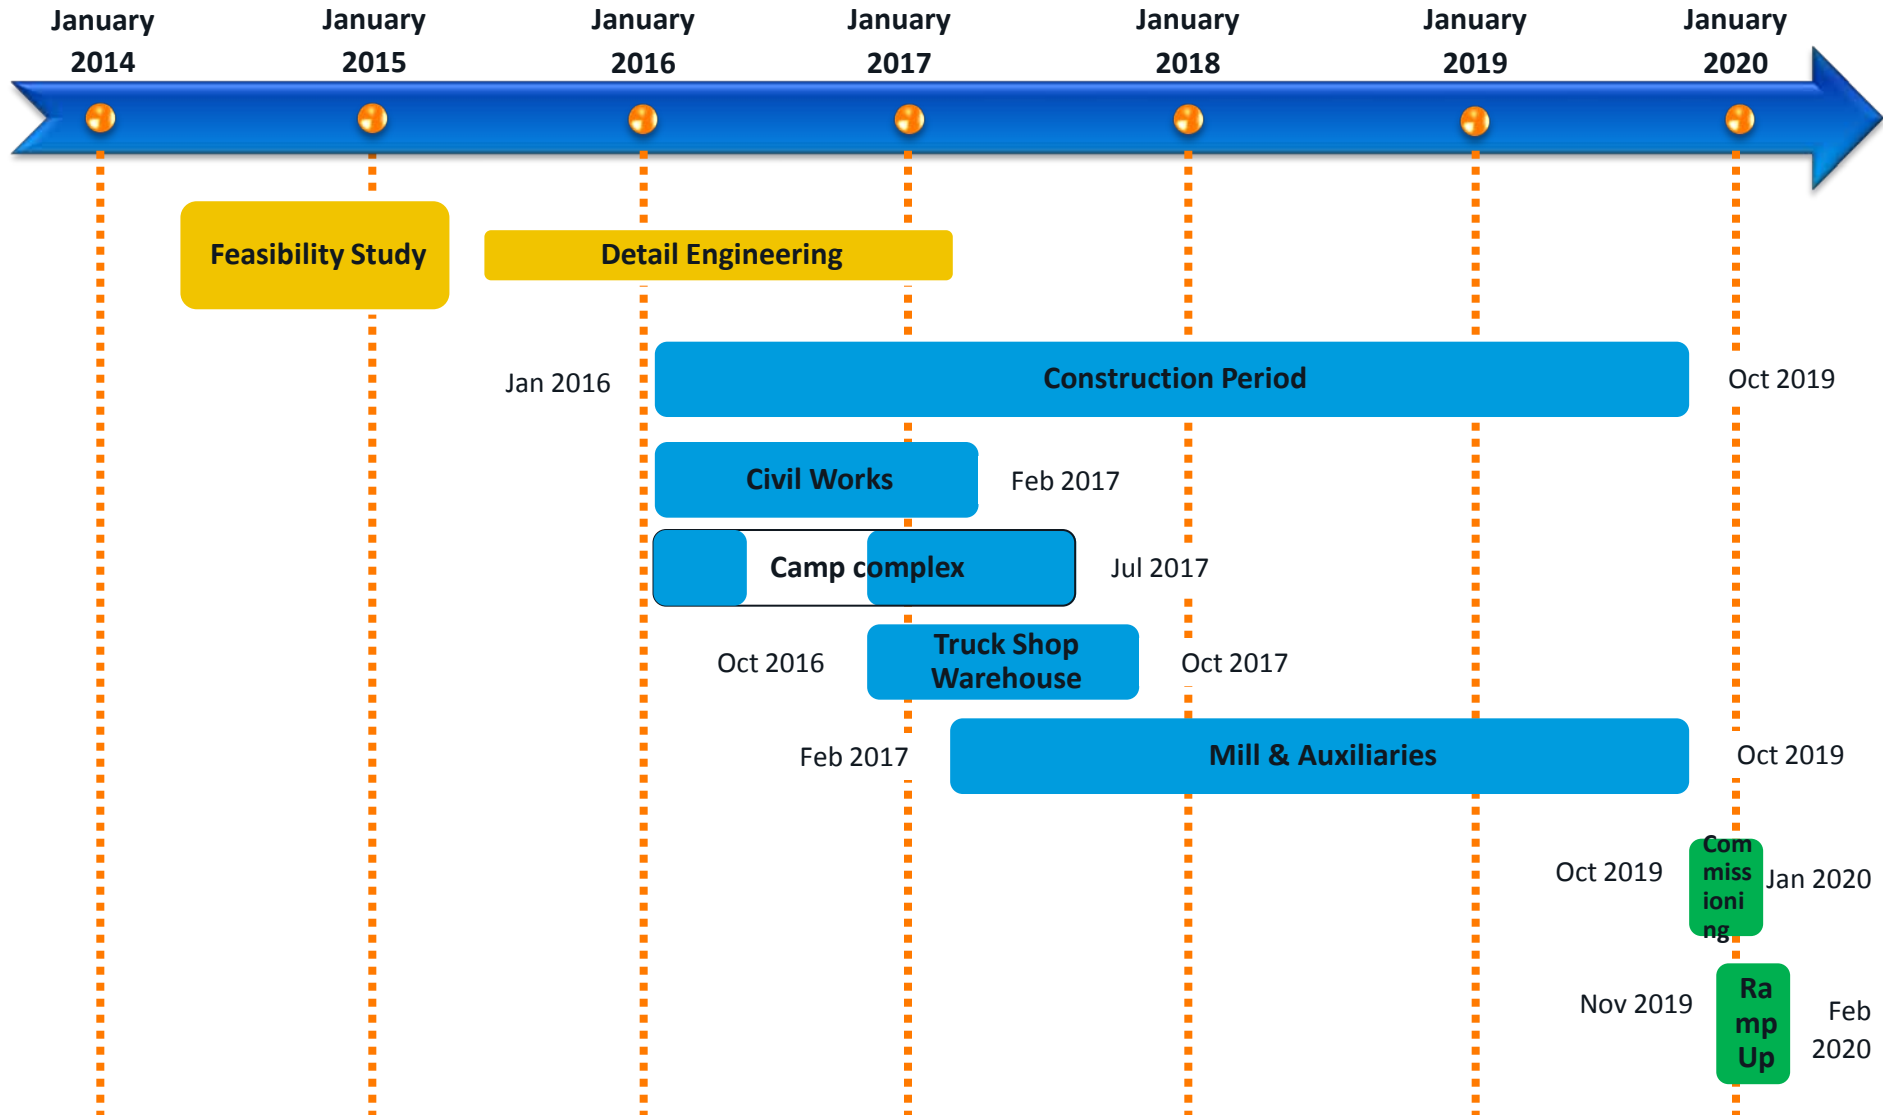 January
2014
January
2015
January
2016
January
2017
January
2018
January
2019
January
2020
Feasibility Study
Detail Engineering
Jan 2016
Construction Period
Oct 2019
Civil Works
Feb 2017
Camp complex
Jul 2017
Oct 2016
Truck Shop
Warehouse
Oct 2017
Feb 2017
Mill & Auxiliaries
Oct 2019
Oct 2019
Com
miss
ioni
ng
Jan 2020
Nov 2019
Ra
mp
Up
Feb
2020